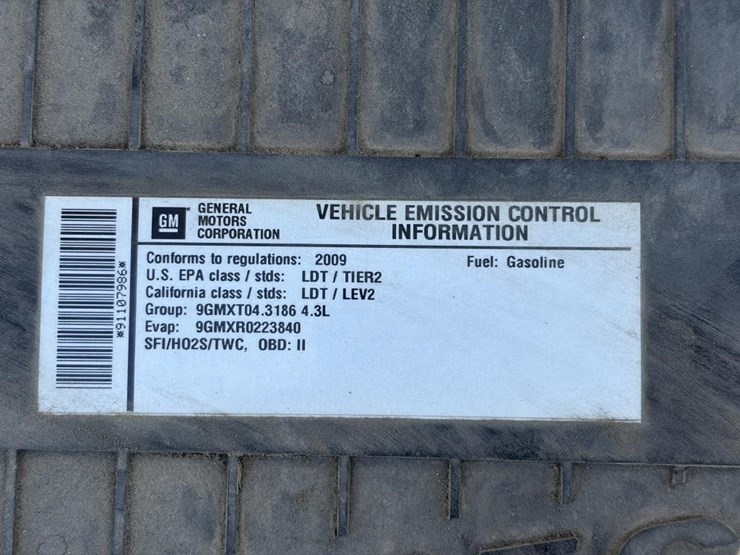 *91107986*
GM
GENERAL
MOTORS
CORPORATION
VEHICLE EMISSION CONTROL
INFORMATION
Conforms to regulations: 2009
Fuel: Gasoline
U.S. EPA class / stds: LDT / TIER2
California class / stds: LDT / LEV2
Group: 9GMXT04.3186 4.3L
Evap: 9GMXR0223840
SFI/HO2S/TWC, OBD: II